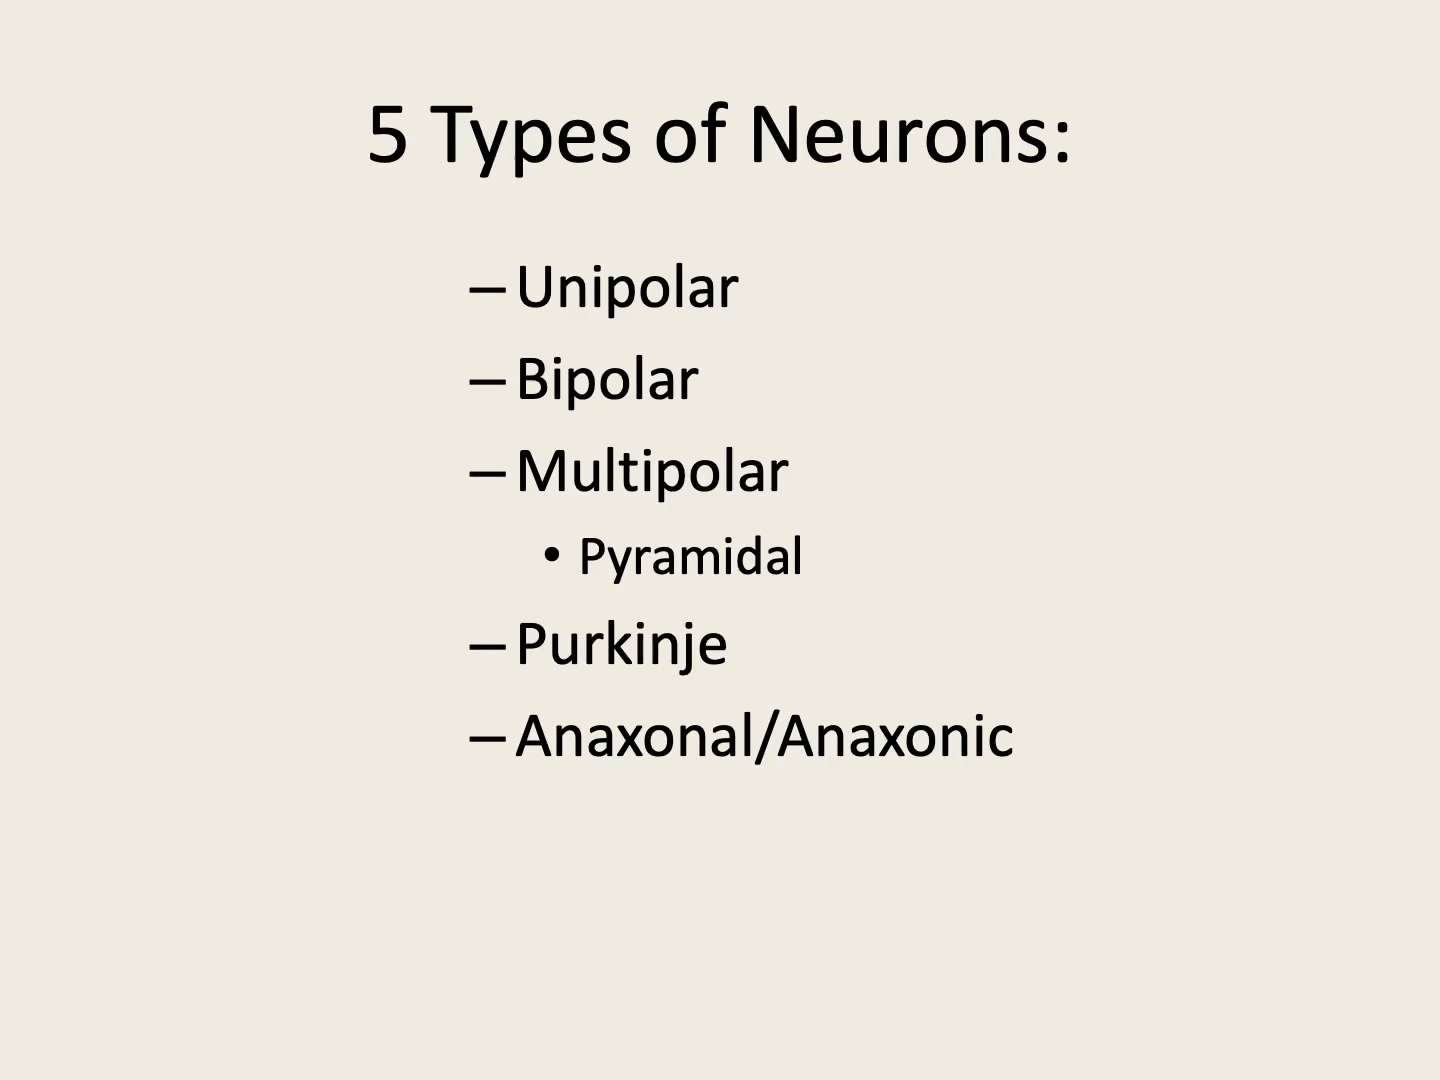 5 Types of Neurons:
– Unipolar
– Bipolar
– Multipolar
• Pyramidal
– Purkinje
– Anaxonal/Anaxonic